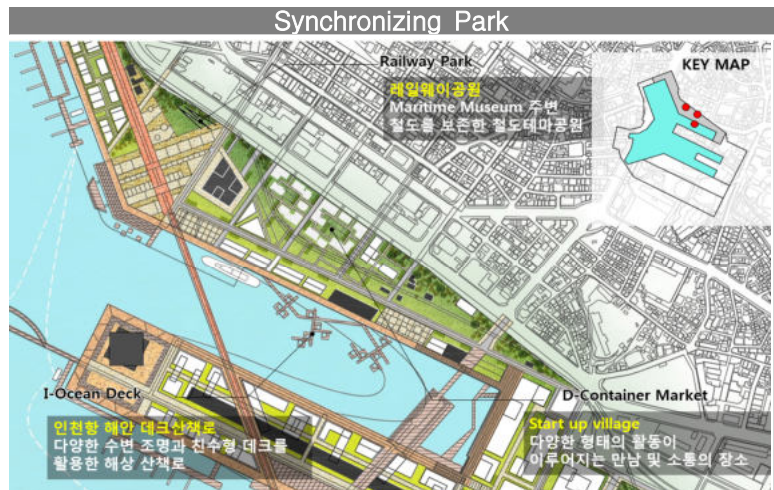 Synchronizing Park
Railway Park
레일웨이공원
Maritime Museum 주변
철도를 보존한 철도테마공원
KEY MAP
I-Ocean Deck
인천항 해안 데크산책로
다양한 수변 조명과 친수형 데크를
활용한 해상 산책로
D-Container Market
Start up village
다양한 형태의 활동이
이루어지는 만남 및 소통의 장소